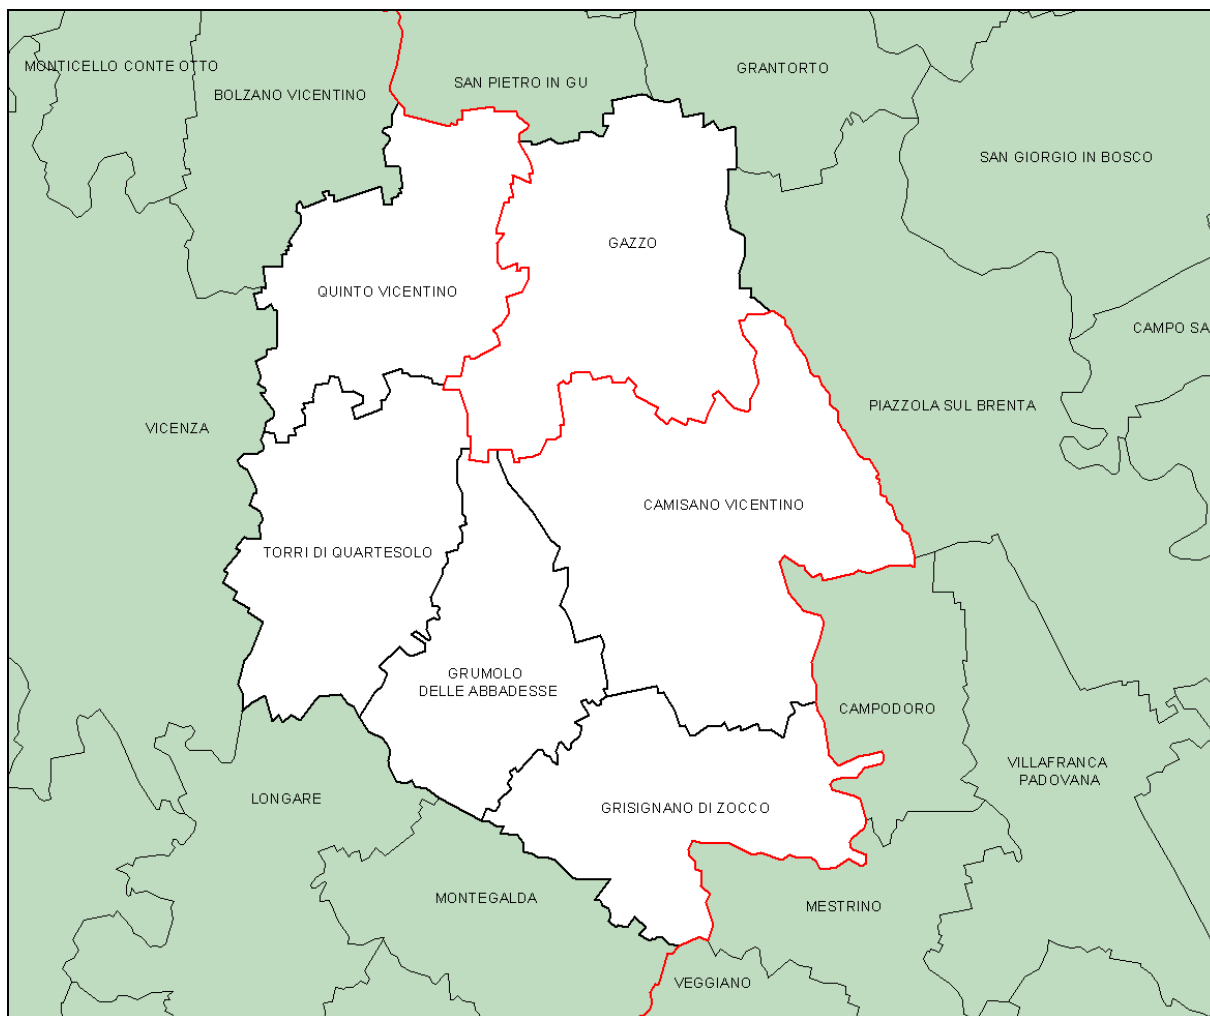 MONTICELLO CONTE OTTO
BOLZANO VICENTINO
SAN PIETRO IN GU
GRANTORTO
SAN GIORGIO IN BOSCO
GAZZO
QUINTO VICENTINO
CAMPO SA
PIAZZOLA SUL BRENTA
VICENZA
CAMISANO VICENTINO
TORRI DI QUARTESOLO
GRUMOLO
DELLE ABBADESSE
CAMPODORO
VILLAFRANCA
PADOVANA
LONGARE
GRISIGNANO DI ZOCCO
MONTEGALDA
MESTRINO
VEGGIANO